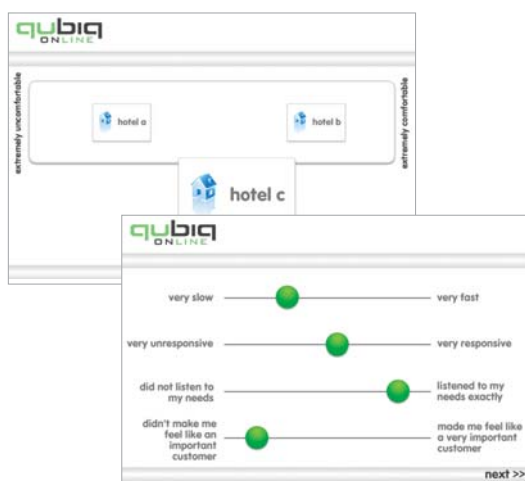 qubiq
ONLINE
extremely uncomfortable
hotel a
hotel b
extremely comfortable
hotel c
qubiq
ONLINE
very slow
very fast
very unresponsive
very responsive
did not listen to
my needs
listened to my
needs exactly
didn't make me
feel like an
important
customer
made me feel like
a very important
customer
next >>